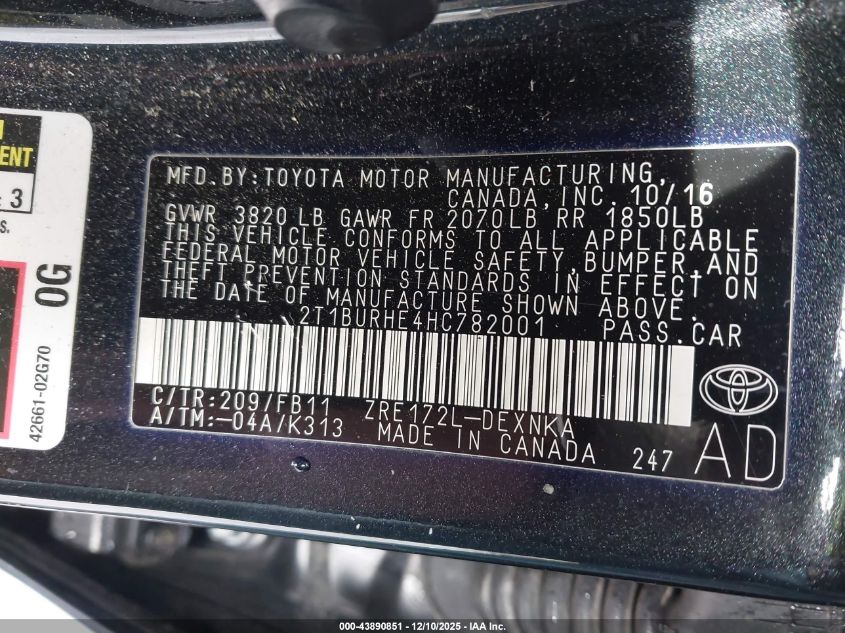 MENT
3
S.
0G
42661-02G70
MFD.BY:TOYOTA MOTOR MANUFACTURING,
CANADA,INC. 10/16
GVWR 3820 LB GAWR FR 2070LB RR 1850LB
THIS VEHICLE CONFORMS TO ALL APPLICABLE
FEDERAL MOTOR VEHICLE SAFETY,BUMPER,AND
THEFT PREVENTION STANDARDS IN EFFECT ON
THE DATE OF MANUFACTURE SHOWN ABOVE.
2T1BURHE4HC782001 PASS.CAR
C/TR:209/FB11 ZRE172L-DEXNKA
A/TM:-04A/K313 MADE IN CANADA 247
AD
000-43890851 - 12/10/2025 - IAA Inc.